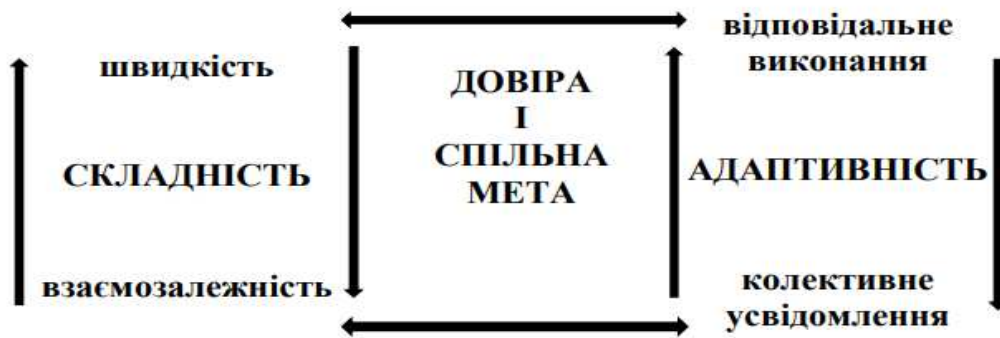 швидкість
СКЛАДНІСТЬ
взаємозалежність
ДОВІРА
І
СПІЛЬНА
МЕТА
відповідальне
виконання
АДАПТИВНІСТЬ
колективне
усвідомлення